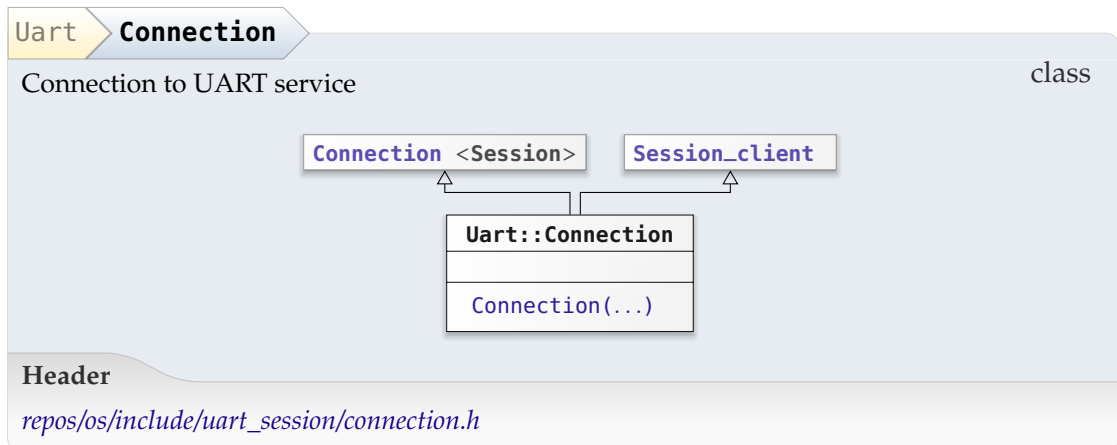 Uart Connection
class
Connection to UART service
Connection <Session> Session_client
Uart::Connection
Connection(...)
Header
repos/os/include/uart_session/connection.h